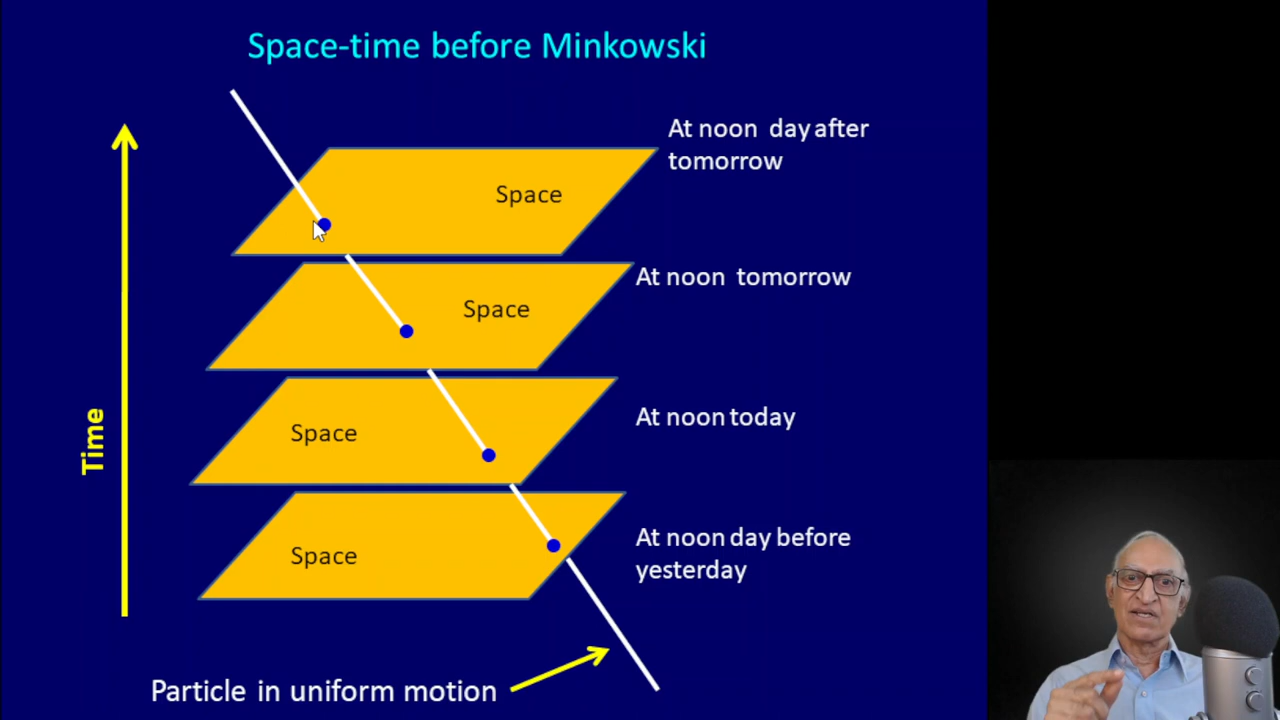 Space-time before Minkowski
At noon day after
tomorrow
Space
At noon tomorrow
Space
At noon today
Space
Time
At noon day before
yesterday
Space
Particle in uniform motion